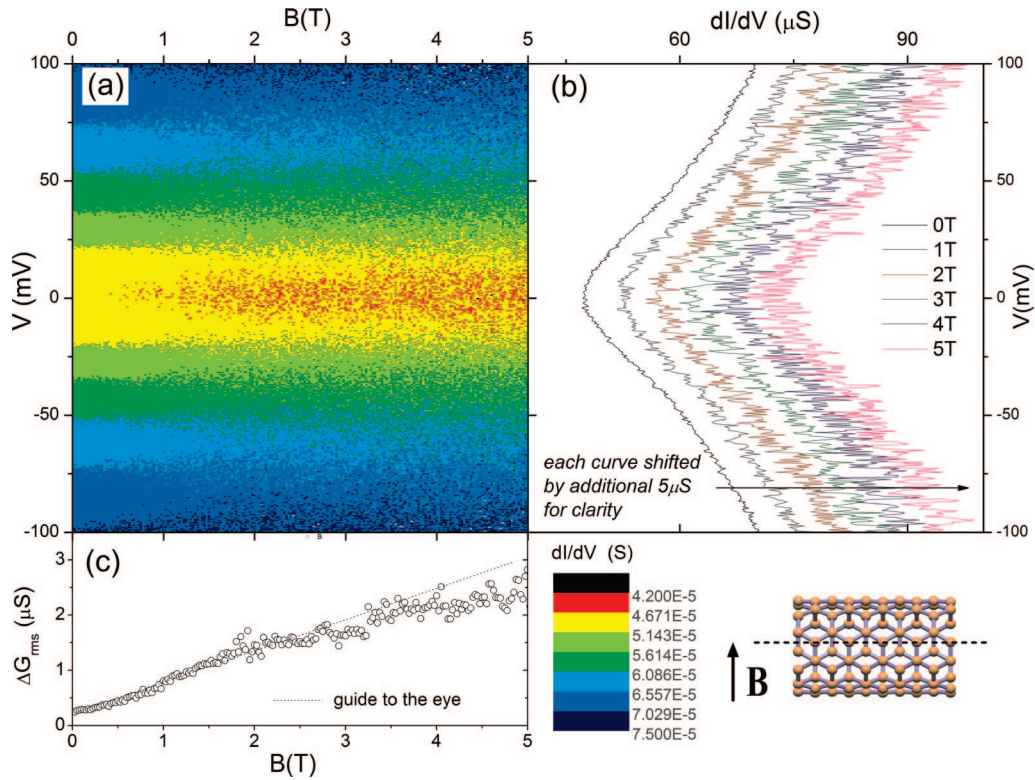 B(T)
0 1 2 3 4 5
dI/dV (μS)
60 90
(a)
(b)
V (mV)
100
50
0
-50
-100
100
50
0
-50
-100
V(mV)
0T
1T
2T
3T
4T
5T
each curve shifted
by additional 5μS
for clarity
B
(c)
ΔGrms (μS)
3
2
1
0
guide to the eye
0 1 2 3 4 5
B(T)
dI/dV (S)
4.200E-5
4.671E-5
5.143E-5
5.614E-5
6.086E-5
6.557E-5
7.029E-5
7.500E-5
B